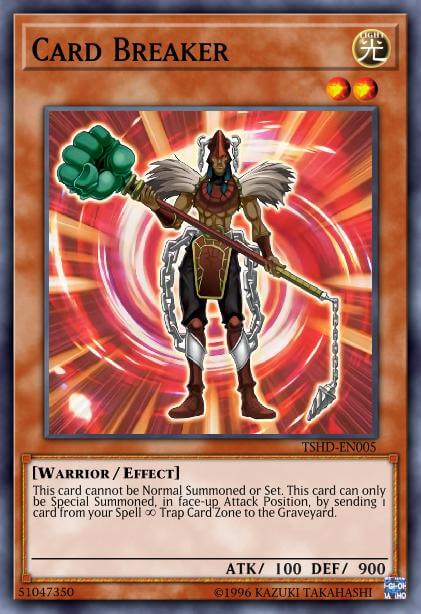 Card Breaker
LIGHT
光
TSHD-EN005
[Warrior / Effect]
This card cannot be Normal Summoned or Set. This card can only
be Special Summoned, in face-up Attack Position, by sending 1
card from your Spell ∞ Trap Card Zone to the Graveyard.
ATK/ 100 DEF/ 900
51047350
©1996 KAZUKI TAKAHASHI